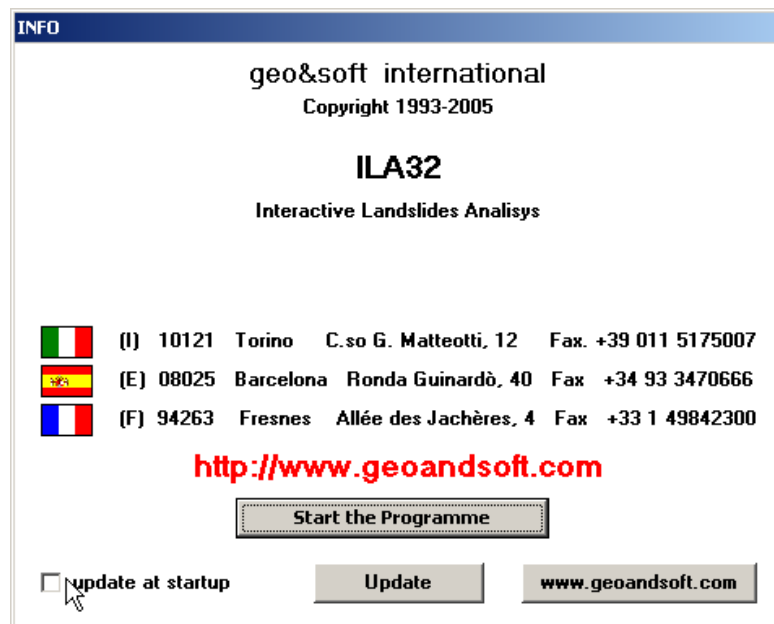 INFO
geo&soft international
Copyright 1993-2005
ILA32
Interactive Landslides Analisys
(I) 10121 Torino C.so G. Matteotti, 12 Fax. +39 011 5175007
(E) 08025 Barcelona Ronda Guinardò, 40 Fax +34 93 3470666
(F) 94263 Fresnes Allée des Jachères, 4 Fax +33 1 49842300
http://www.geoandsoft.com
Start the Programme
update at startup Update www.geoandsoft.com